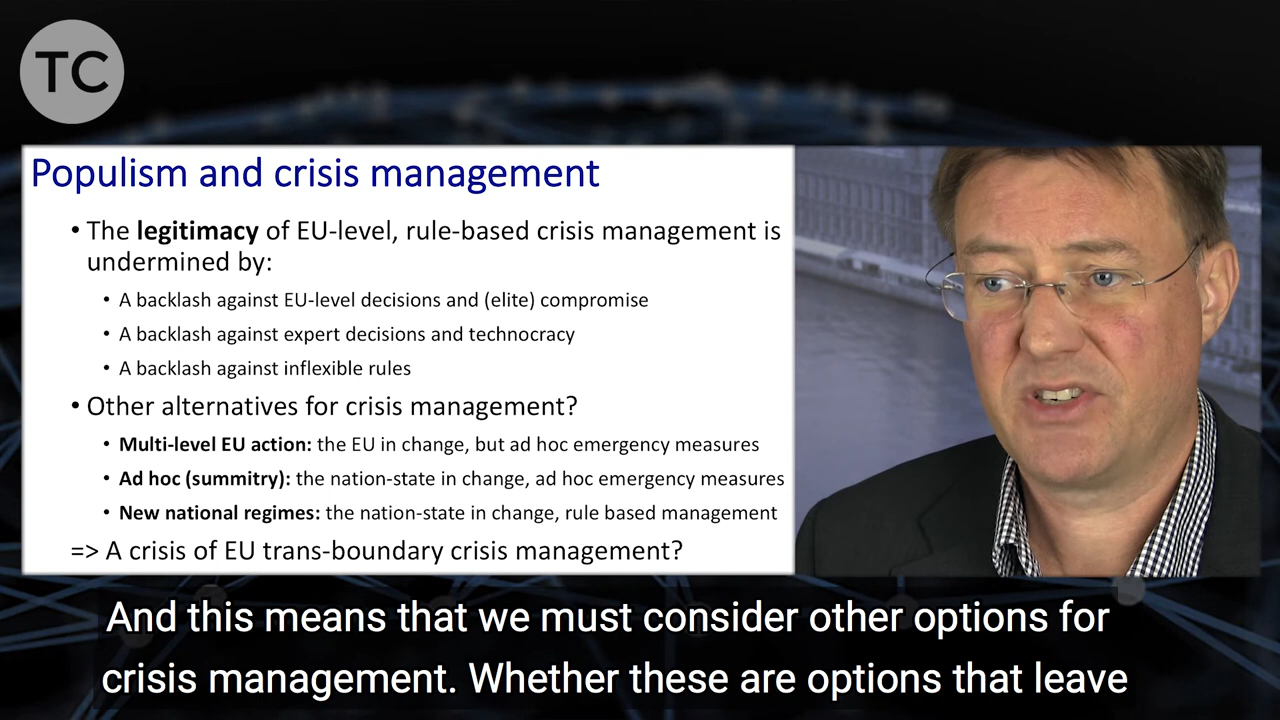 TC
Populism and crisis management
• The legitimacy of EU-level, rule-based crisis management is
undermined by:
• A backlash against EU-level decisions and (elite) compromise
• A backlash against expert decisions and technocracy
• A backlash against inflexible rules
• Other alternatives for crisis management?
• Multi-level EU action: the EU in change, but ad hoc emergency measures
• Ad hoc (summitry): the nation-state in change, ad hoc emergency measures
• New national regimes: the nation-state in change, rule based management
=> A crisis of EU trans-boundary crisis management?
And this means that we must consider other options for
crisis management. Whether these are options that leave